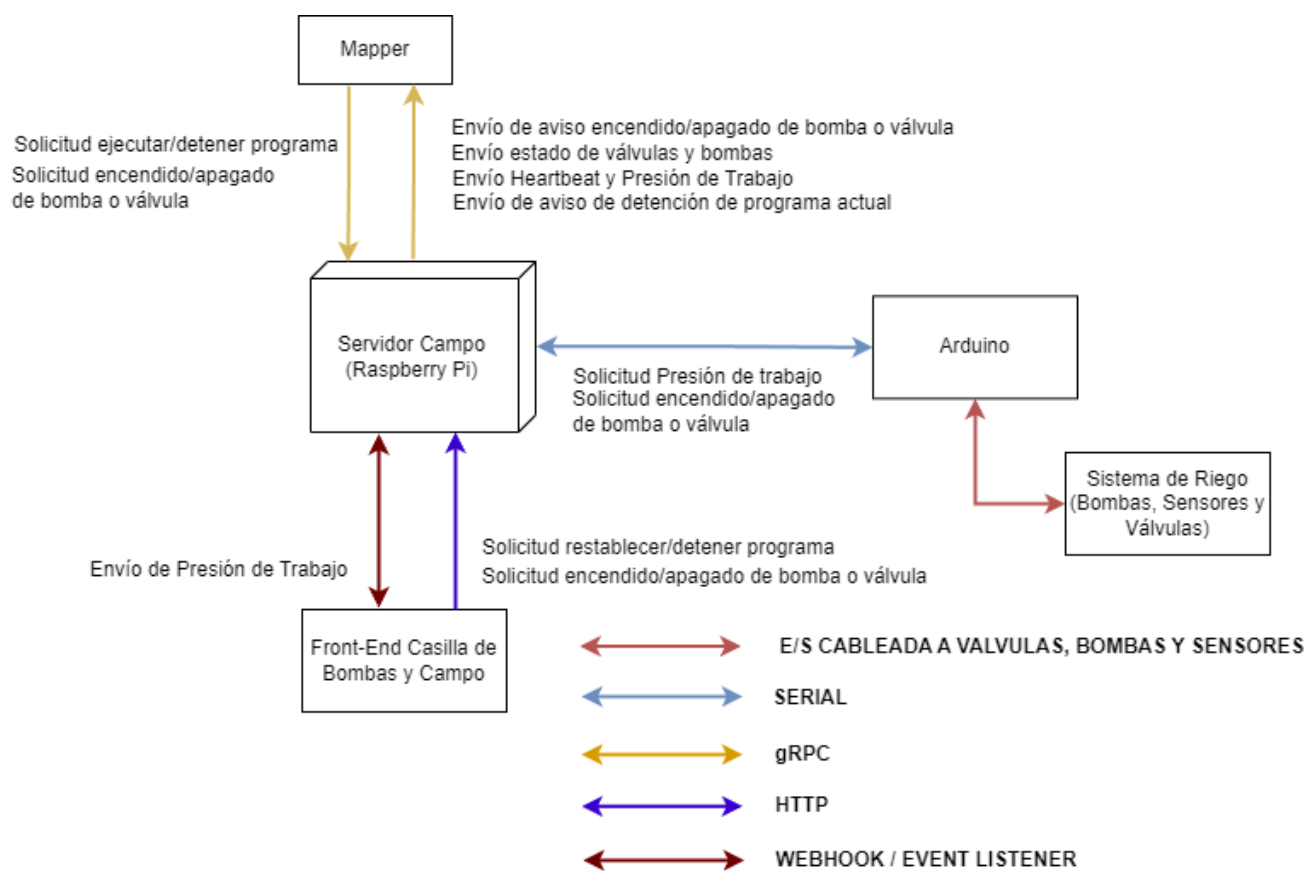 Mapper
Solicitud ejecutar/detener programa
Solicitud encendido/apagado
de bomba o válvula
Envío de aviso encendido/apagado de bomba o válvula
Envío estado de válvulas y bombas
Envío Heartbeat y Presión de Trabajo
Envío de aviso de detención de programa actual
Servidor Campo
(Raspberry Pi)
Solicitud Presión de trabajo
Solicitud encendido/apagado
de bomba o válvula
Arduino
Sistema de Riego
(Bombas, Sensores y
Válvulas)
Envío de Presión de Trabajo
Solicitud restablecer/detener programa
Solicitud encendido/apagado de bomba o válvula
Front-End Casilla de
Bombas y Campo
E/S CABLEADA A VALVULAS, BOMBAS Y SENSORES
SERIAL
gRPC
HTTP
WEBHOOK / EVENT LISTENER